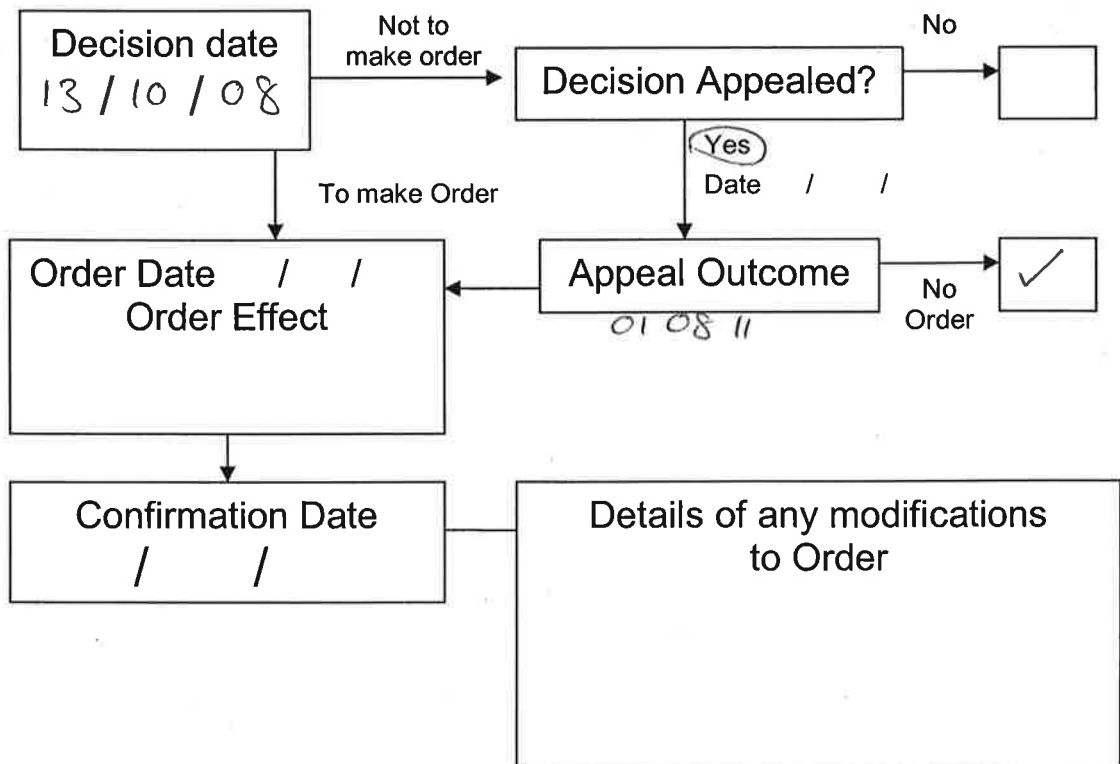 Decision date
13 / 10 / 08
Not to
make order
Decision Appealed?
No
Yes
Date / /
To make Order
Order Date / /
Order Effect
Appeal Outcome
01 08 11
No
Order
Confirmation Date
/ /
Details of any modifications
to Order